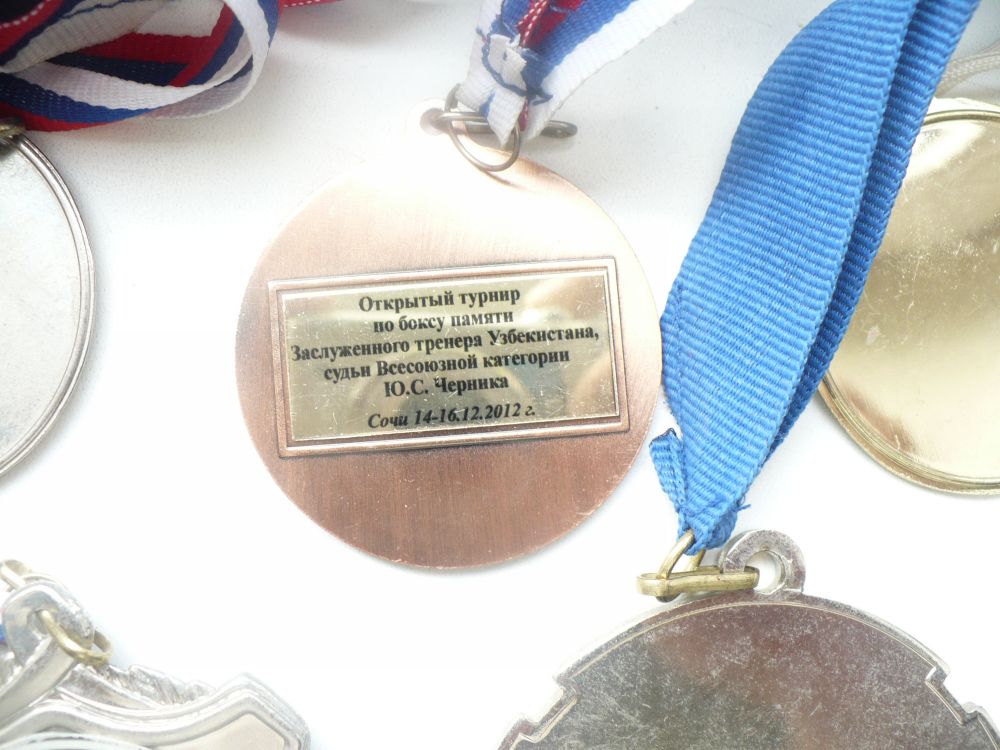 Открытый турнир
по боксу памяти
Заслуженного тренера Узбекистана,
судьи Всесоюзной категории
Ю.С. Черника
Сочи 14-16.12.2012 г.